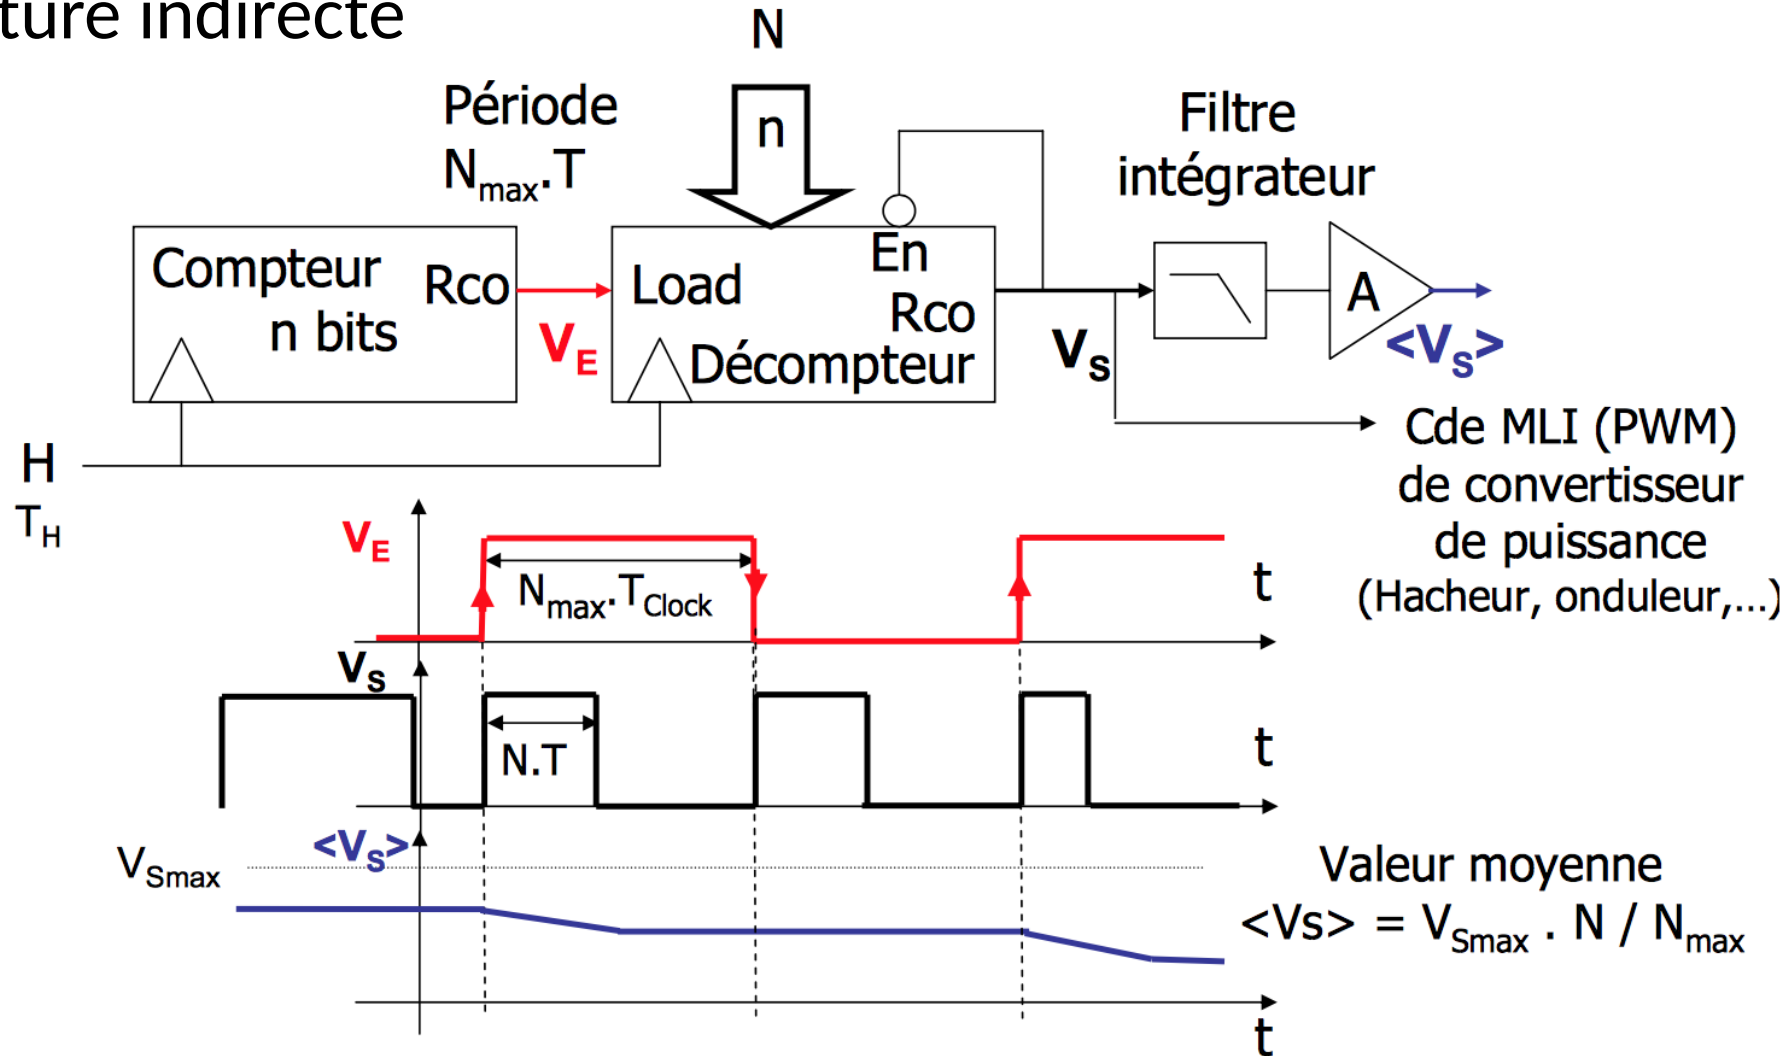 ture indirecte
N
Période
Nmax.T
n
Filtre
intégrateur
Compteur
n bits
Rco
VE
Load
En
Rco
Décompteur
VS
A
<VS>
H
TH
Cde MLI (PWM)
de convertisseur
de puissance
(Hacheur, onduleur,...)
VE
Nmax.TClock
t
VS
N.T
t
<VS>
VSmax
Valeur moyenne
<Vs> = VSmax . N / Nmax
t